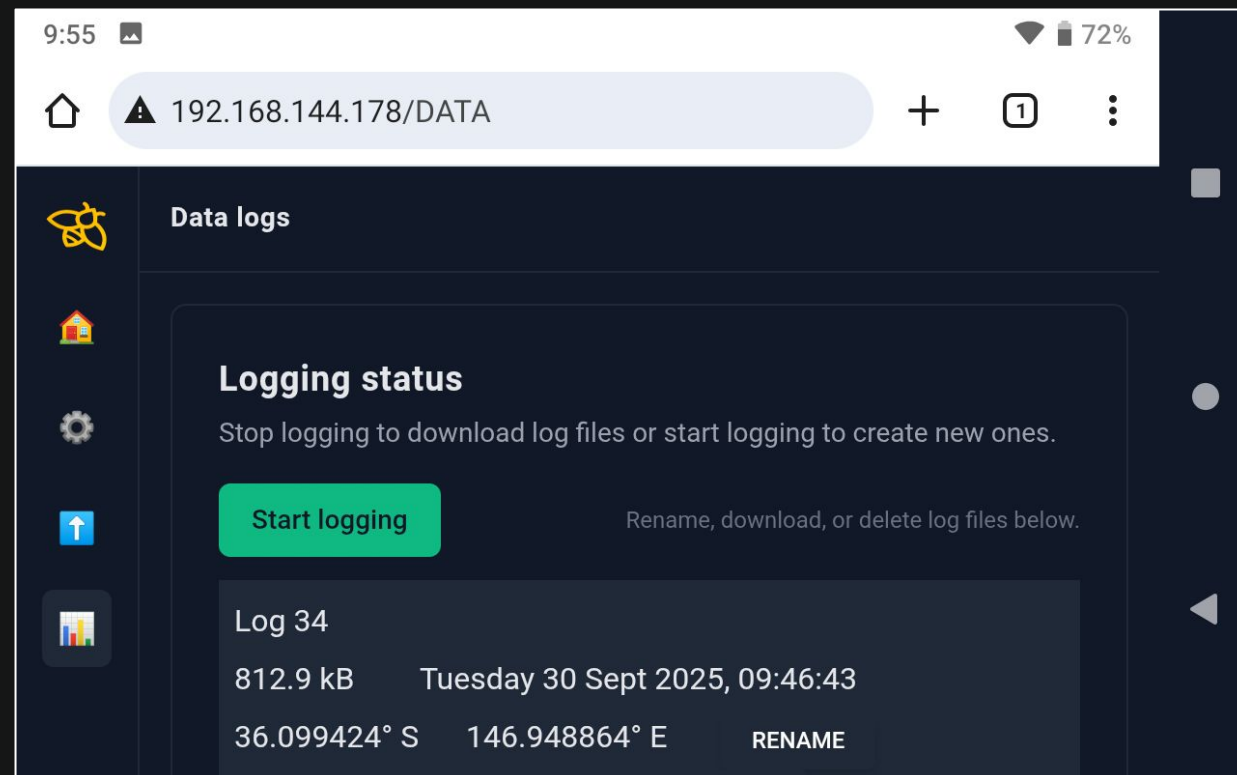 9:55 72%
192.168.144.178/DATA 1
Data logs
Logging status
Stop logging to download log files or start logging to create new ones.
Start logging Rename, download, or delete log files below.
Log 34
812.9 kB Tuesday 30 Sept 2025, 09:46:43
36.099424° S 146.948864° E RENAME